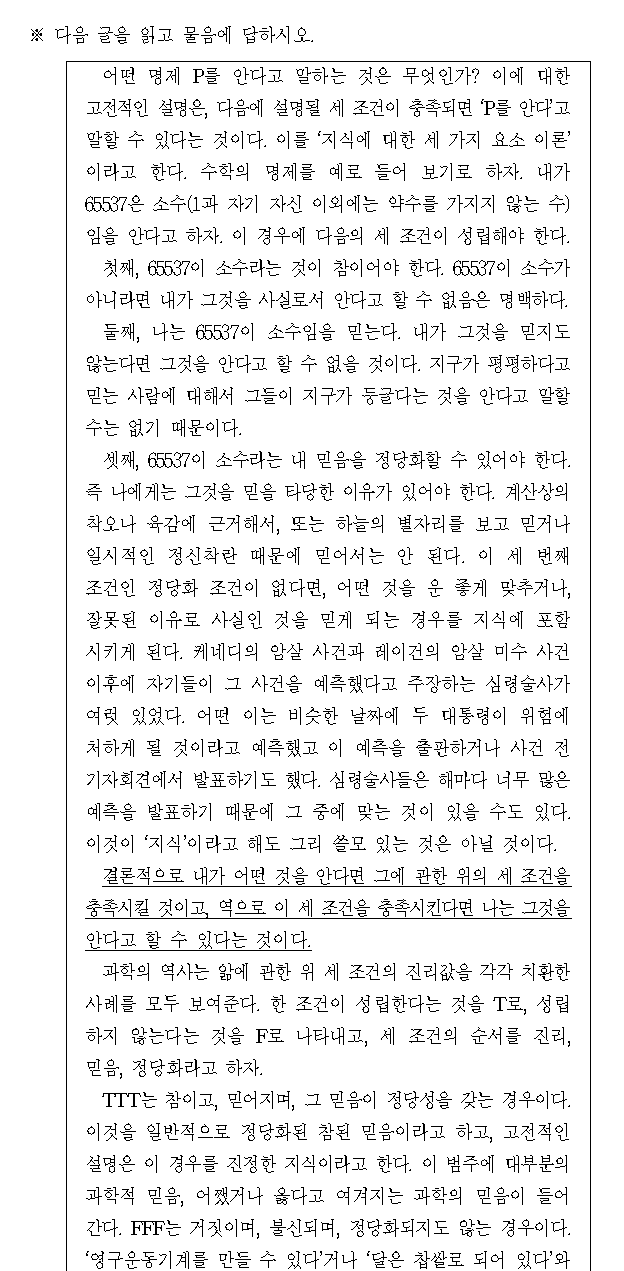 ※ 다음 글을 읽고 물음에 답하시오.
어떤 명제 P를 안다고 말하는 것은 무엇인가? 이에 대한
고전적인 설명은, 다음에 설명될 세 조건이 충족되면 ‘P를 안다’고
말할 수 있다는 것이다. 이를 ‘지식에 대한 세 가지 요소 이론’
이라고 한다. 수학의 명제를 예로 들어 보기로 하자. 내가
65537은 소수(1과 자기 자신 이외에는 약수를 가지지 않는 수)
임을 안다고 하자. 이 경우에 다음의 세 조건이 성립해야 한다.
첫째, 65537이 소수라는 것이 참이어야 한다. 65537이 소수가
아니라면 내가 그것을 사실로서 안다고 할 수 없음은 명백하다.
둘째, 나는 65537이 소수임을 믿는다. 내가 그것을 믿지도
않는다면 그것을 안다고 할 수 없을 것이다. 지구가 평평하다고
믿는 사람에 대해서 그들이 지구가 둥글다는 것을 안다고 말할
수는 없기 때문이다.
셋째, 65537이 소수라는 내 믿음을 정당화할 수 있어야 한다.
즉 나에게는 그것을 믿을 타당한 이유가 있어야 한다. 계산상의
착오나 육감에 근거해서, 또는 하늘의 별자리를 보고 믿거나
일시적인 정신착란 때문에 믿어서는 안 된다. 이 세 번째
조건인 정당화 조건이 없다면, 어떤 것을 운 좋게 맞추거나,
잘못된 이유로 사실인 것을 믿게 되는 경우를 지식에 포함
시키게 된다. 케네디의 암살 사건과 레이건의 암살 미수 사건
이후에 자기들이 그 사건을 예측했다고 주장하는 심령술사가
여럿 있었다. 어떤 이는 비슷한 날짜에 두 대통령이 위험에
처하게 될 것이라고 예측했고 이 예측을 출판하거나 사건 전
기자회견에서 발표하기도 했다. 심령술사들은 해마다 너무 많은
예측을 발표하기 때문에 그 중에 맞는 것이 있을 수도 있다.
이것이 ‘지식’이라고 해도 그리 쓸모 있는 것은 아닐 것이다.
결론적으로 내가 어떤 것을 안다면 그에 관한 위의 세 조건을
충족시킬 것이고, 역으로 이 세 조건을 충족시킨다면 나는 그것을
안다고 할 수 있다는 것이다.
과학의 역사는 앎에 관한 위 세 조건의 진리값을 각각 치환한
사례를 모두 보여준다. 한 조건이 성립한다는 것을 T로, 성립
하지 않는다는 것을 F로 나타내고, 세 조건의 순서를 진리,
믿음, 정당화라고 하자.
TTT는 참이고, 믿어지며, 그 믿음이 정당성을 갖는 경우이다.
이것을 일반적으로 정당화된 참된 믿음이라고 하고, 고전적인
설명은 이 경우를 진정한 지식이라고 한다. 이 범주에 대부분의
과학적 믿음, 어쨌거나 옳다고 여겨지는 과학의 믿음이 들어
간다. FFF는 거짓이며, 불신되며, 정당화되지도 않는 경우이다.
‘영구운동기계를 만들 수 있다’거나 ‘달은 찹쌀로 되어 있다’와